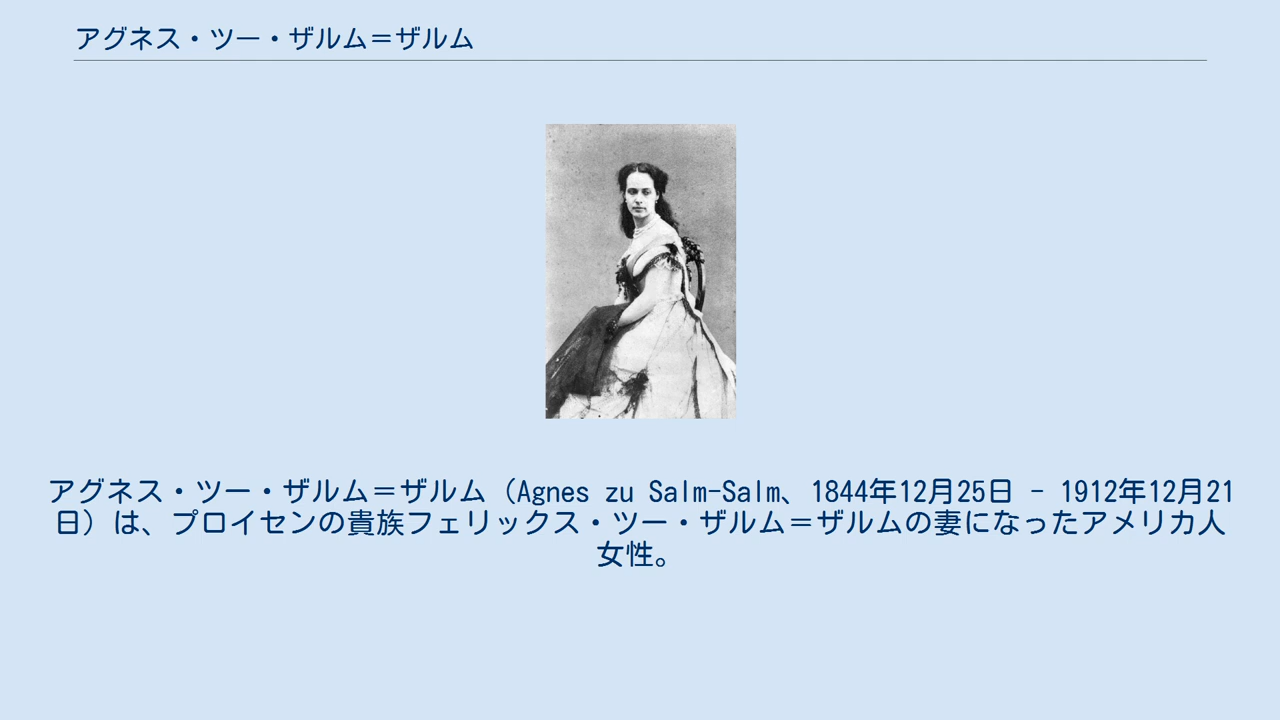 アグネス・ツー・ザルム＝ザルム
アグネス・ツー・ザルム＝ザルム（Agnes zu Salm-Salm、1844年12月25日 - 1912年12月21
日）は、プロイセンの貴族フェリックス・ツー・ザルム＝ザルムの妻になったアメリカ人
女性。